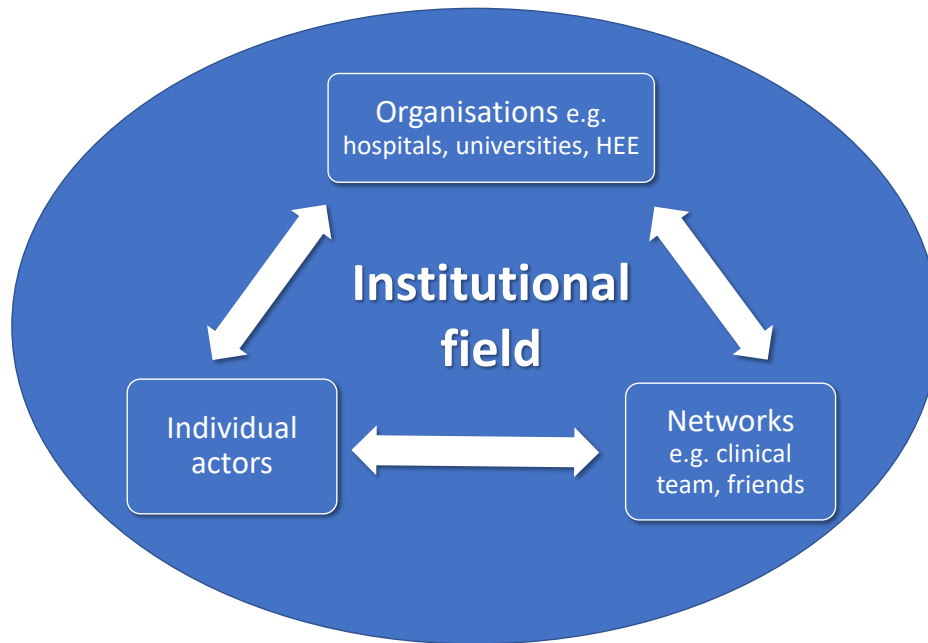 Organisations e.g.
hospitals, universities, HEE
Institutional
field
Individual
actors
Networks
e.g. clinical
team, friends